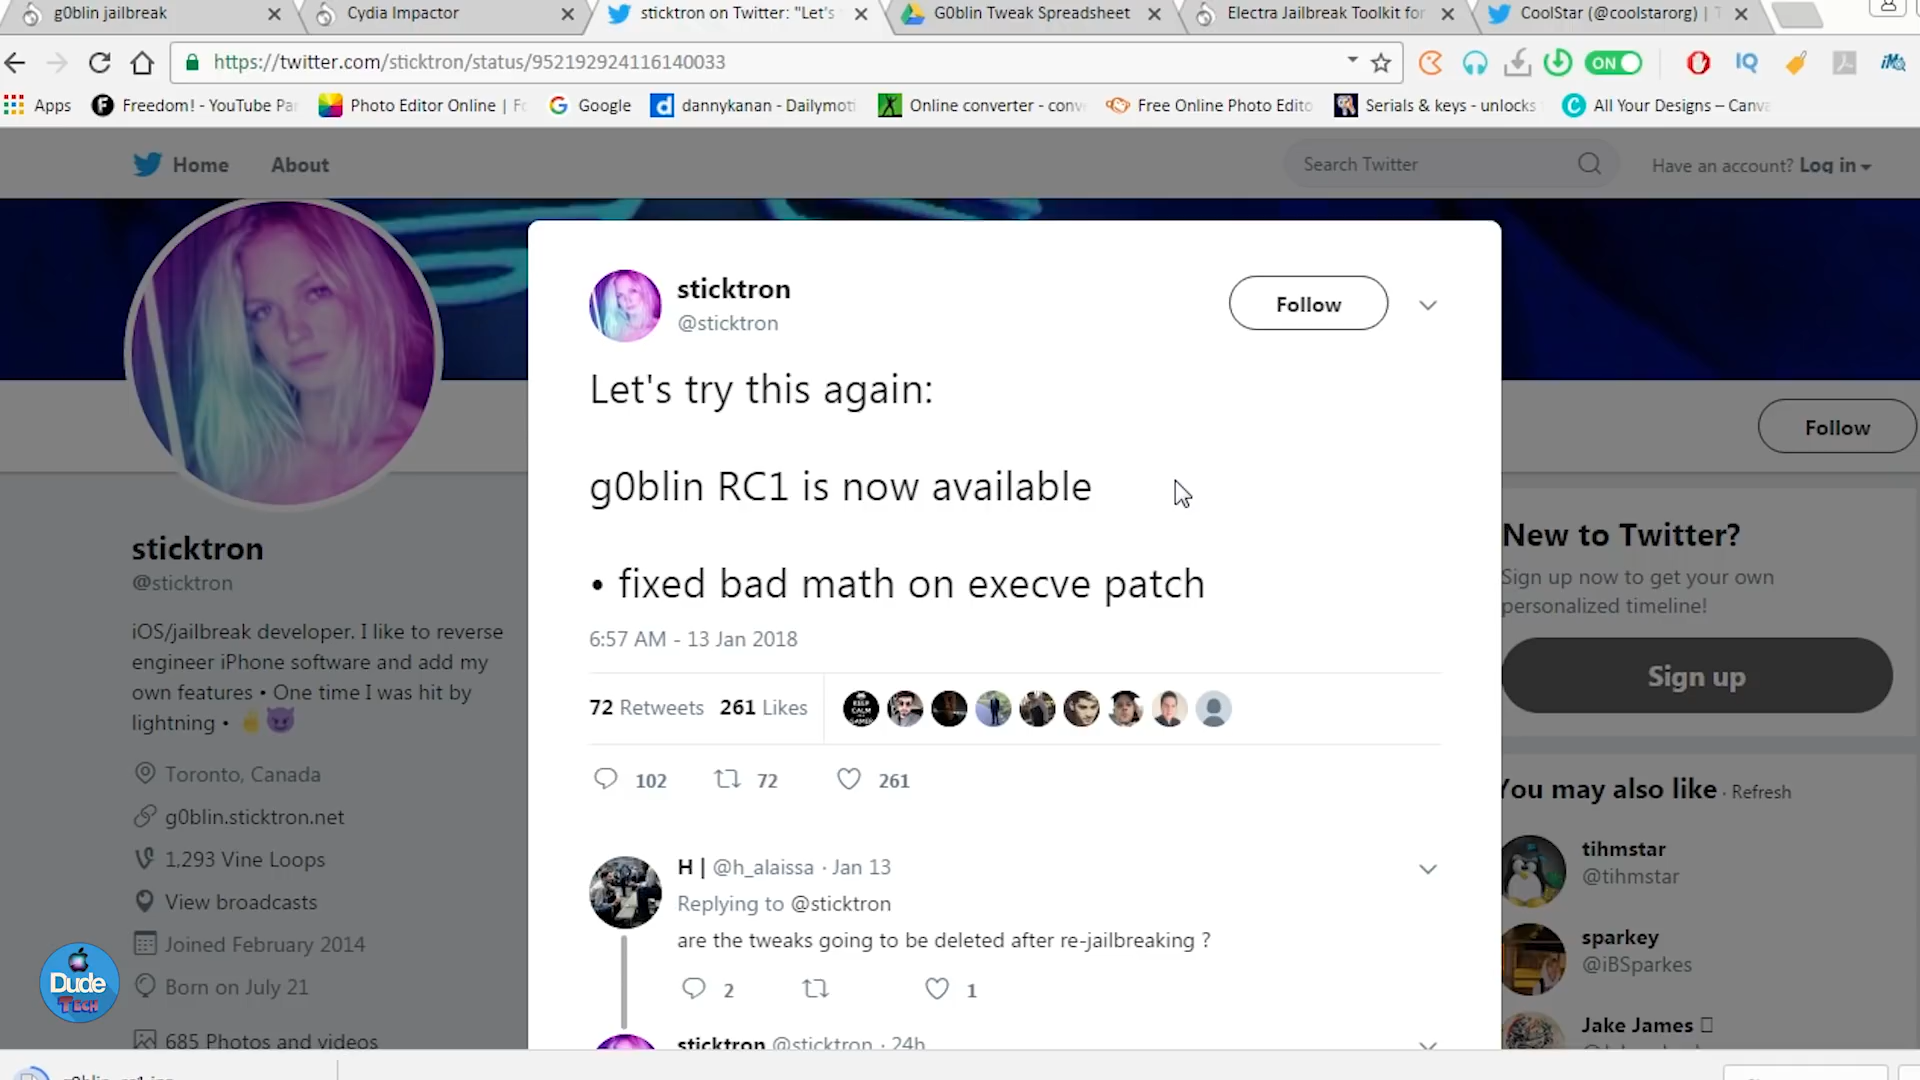 g0blin jailbreak
Cydia Impactor
sticktron on Twitter: "Let's
G0blin Tweak Spreadsheet
Electra Jailbreak Toolkit for
CoolStar (@coolstarorg) | T
https://twitter.com/sticktron/status/952192924116140033
ON
IQ
Apps
Freedom! - YouTube Par
Photo Editor Online | Fo
Google
dannykanan - Dailymoti
Online converter - conv
Free Online Photo Edito
Serials & keys - unlocks
All Your Designs – Canva
Home
About
Search Twitter
Have an account? Log in
sticktron
@sticktron
Follow
Let's try this again:
g0blin RC1 is now available
• fixed bad math on execve patch
6:57 AM - 13 Jan 2018
72 Retweets 261 Likes
102
72
261
H | @h_alaissa · Jan 13
Replying to @sticktron
are the tweaks going to be deleted after re-jailbreaking ?
2
1
sticktron @sticktron · 24h
sticktron
@sticktron
iOS/jailbreak developer. I like to reverse
engineer iPhone software and add my
own features • One time I was hit by
lightning •
Toronto, Canada
g0blin.sticktron.net
1,293 Vine Loops
View broadcasts
Joined February 2014
Born on July 21
685 Photos and videos
Dude
TECH
Follow
New to Twitter?
Sign up now to get your own
personalized timeline!
Sign up
You may also like · Refresh
tihmstar
@tihmstar
sparkey
@iBSparkes
Jake James